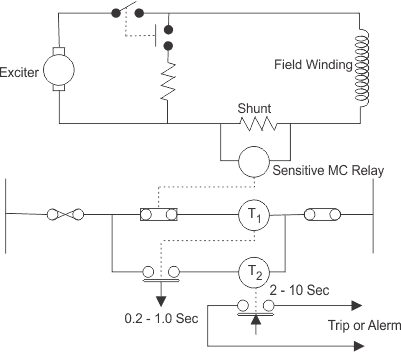 Exciter
Field Winding
Shunt
Sensitive MC Relay
T1
T2
2 - 10 Sec
0.2 - 1.0 Sec
Trip or Alerm